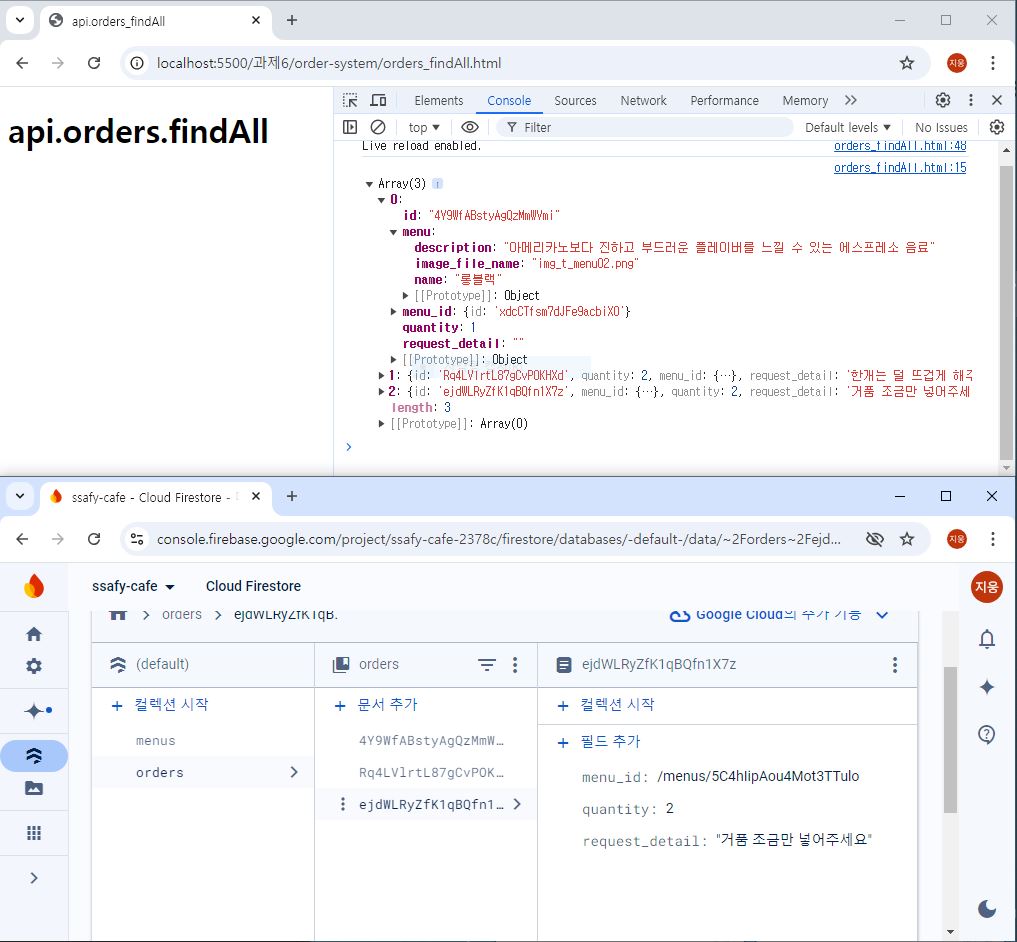 api.orders_findAll
localhost:5500/과제6/order-system/orders_findAll.html
지웅
api.orders.findAll
Elements Console Sources Network Performance Memory
top Filter Default levels No Issues
Live reload enabled. orders_findAll.html:48
orders_findAll.html:15
Array(3)
0:
id: "4Y9WfABstyAgQzMmWVmi"
menu:
description: "아메리카노보다 진하고 부드러운 플레이버를 느낄 수 있는 에스프레소 음료"
image_file_name: "img_t_menu02.png"
name: "롱블랙"
[[Prototype]]: Object
menu_id: {id: 'xdcCTfsm7dJFe9acbiXO'}
quantity: 1
request_detail: ""
[[Prototype]]: Object
1: {id: 'Rq4LVlrtL87gCvPOKHXd', quantity: 2, menu_id: {…}, request_detail: '한개는 덜 뜨겁게 해주
2: {id: 'ejdWLRyZfK1qBQfn1X7z', menu_id: {…}, quantity: 2, request_detail: '거품 조금만 넣어주세
length: 3
[[Prototype]]: Array(0)
ssafy-cafe - Cloud Firestore -
console.firebase.google.com/project/ssafy-cafe-2378c/firestore/databases/-default-/data/~2Forders~2Fejd...
지웅
ssafy-cafe Cloud Firestore
지웅
orders ejdWLRyZfK1qB. Google Cloud의 추가 기능
(default) orders ejdWLRyZfK1qBQfn1X7z
컬렉션 시작 문서 추가 컬렉션 시작
menus 4Y9WfABstyAgQzMmW… 필드 추가
orders Rq4LVlrtL87gCvPOK… menu_id: /menus/5C4hIipAou4Mot3TTulo
ejdWLRyZfK1qBQfn1… quantity: 2
request_detail: "거품 조금만 넣어주세요"